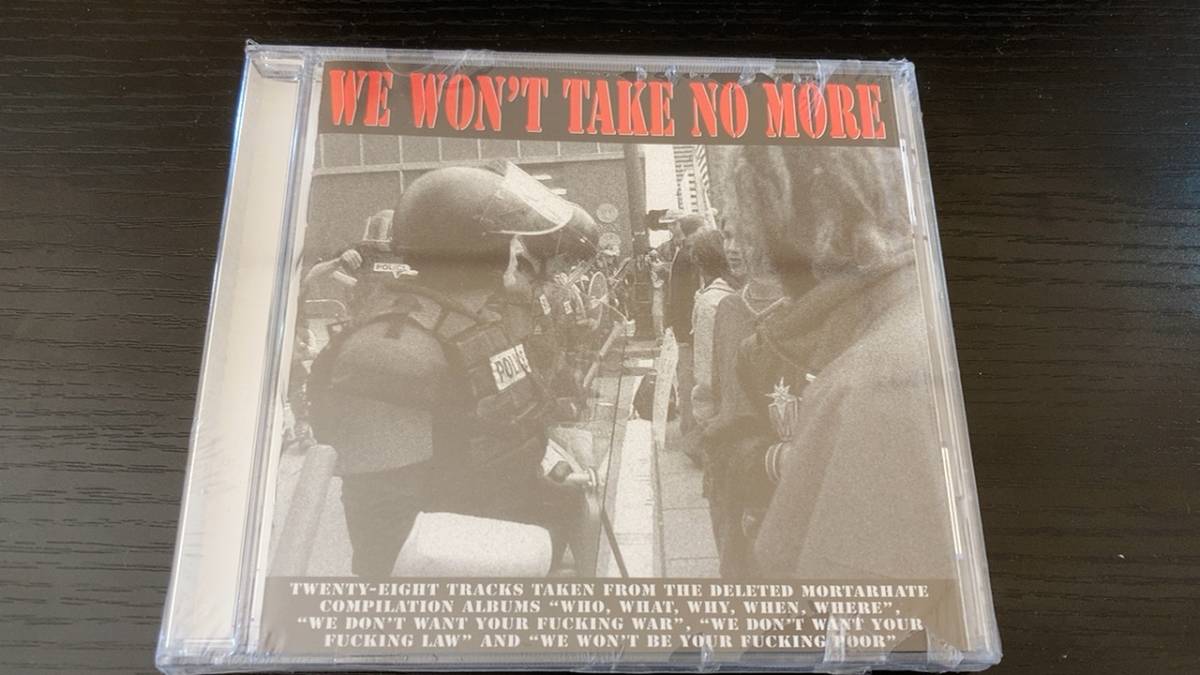 WE WON'T TAKE NO MORE
POLICE
POLIC
TWENTY-EIGHT TRACKS TAKEN FROM THE DELETED MORTARHATE
COMPILATION ALBUMS "WHO, WHAT, WHY, WHEN, WHERE",
"WE DON'T WANT YOUR FUCKING WAR", "WE DON'T WANT YOUR
FUCKING LAW" AND "WE WON'T BE YOUR FUCKING POOR"